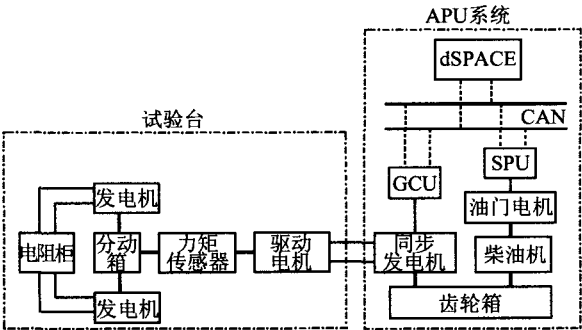 APU系统
dSPACE
试验台
CAN
SPU
GCU
发电机
油门电机
电阻柜
分动箱
力矩传感器
驱动电机
同步发电机
柴油机
发电机
齿轮箱